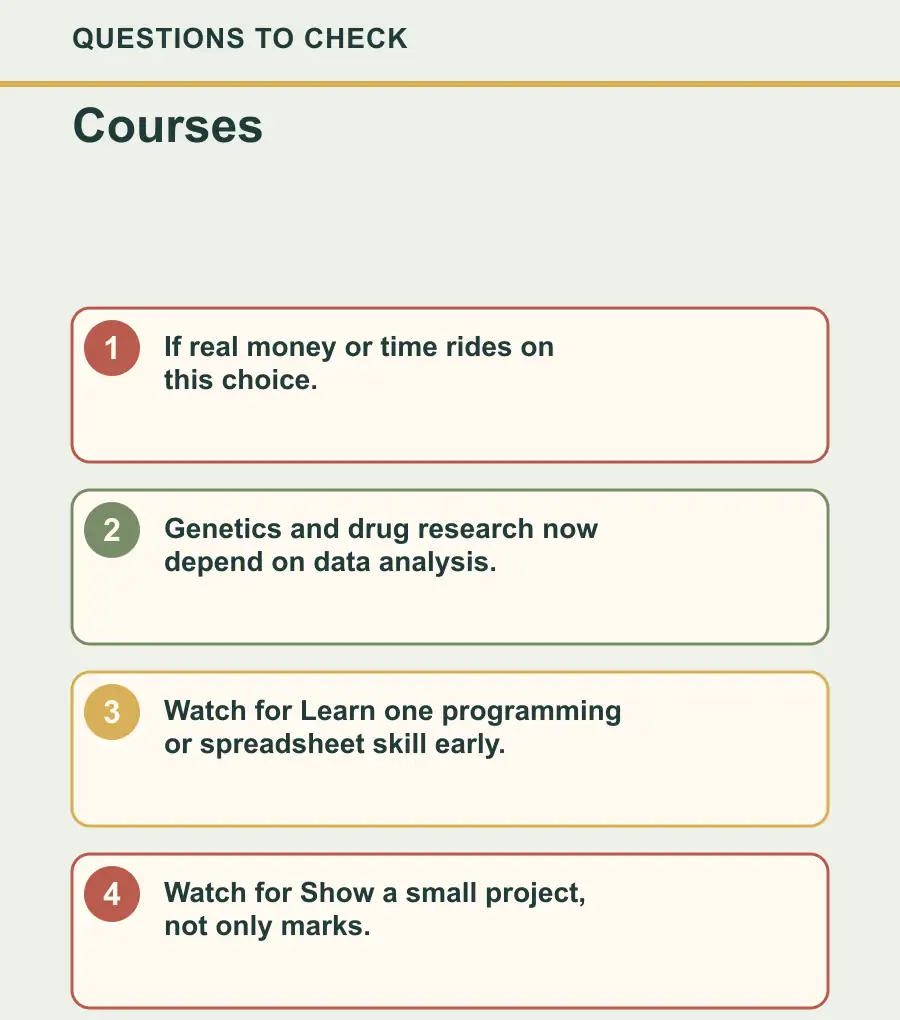 QUESTIONS TO CHECK
Courses
1
If real money or time rides on
this choice.
2
Genetics and drug research now
depend on data analysis.
3
Watch for Learn one programming
or spreadsheet skill early.
4
Watch for Show a small project,
not only marks.